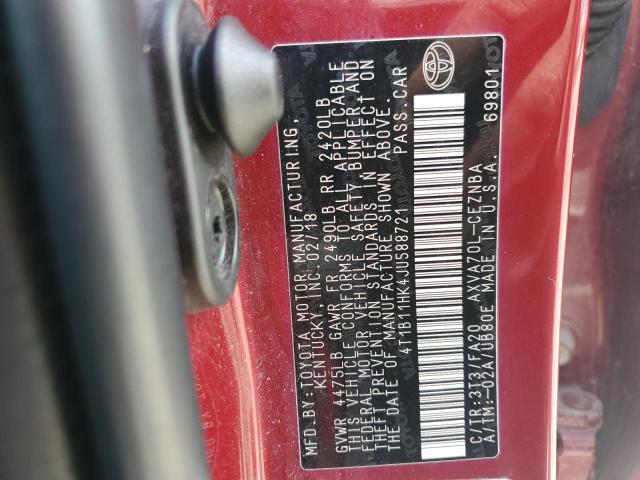 MFD. BY: TOYOTA MOTOR MANUFACTURING
KENTUCKY, INC. 02/18
GVWR 4475LB GAWR FR 2490LB RR 2420LB
THIS VEHICLE CONFORMS TO ALL APPLICABLE
FEDERAL MOTOR VEHICLE SAFETY, BUMPER, AND
THEFT PREVENTION STANDARDS IN EFFECT ON
THE DATE OF MANUFACTURE SHOWN ABOVE.
4T1B11HK4JU588721 PASS. CAR
C/TR: 3T3/FA20 AXVA70L-CEZNBA
A/TM: -02A/UB80E MADE IN U.S.A. 69801